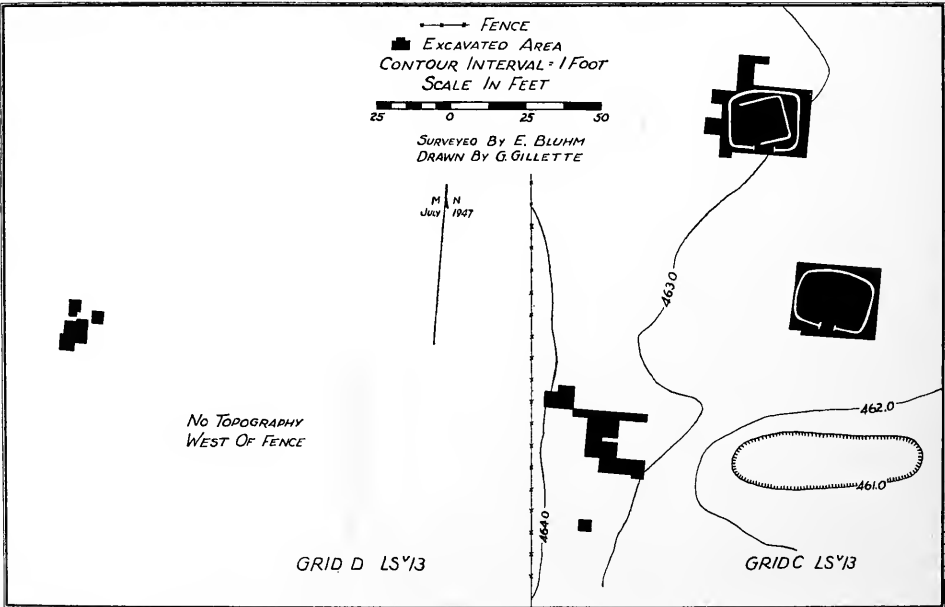 FENCE
EXCAVATED AREA
CONTOUR INTERVAL = 1 FOOT
SCALE IN FEET
25 0 25 50
SURVEYED BY E. BLUHM
DRAWN BY G. GILLETTE
M N
JULY 1947
463.0
NO TOPOGRAPHY
WEST OF FENCE
462.0
461.0
464.0
GRID D LSV13
GRID C LSV13